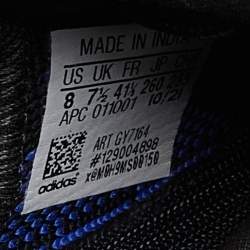 MADE IN INDIA
US UK FR JP
8 7½ 41⅓ 260
APC 011001 10/21
ART GY7164
#129004898
adidas